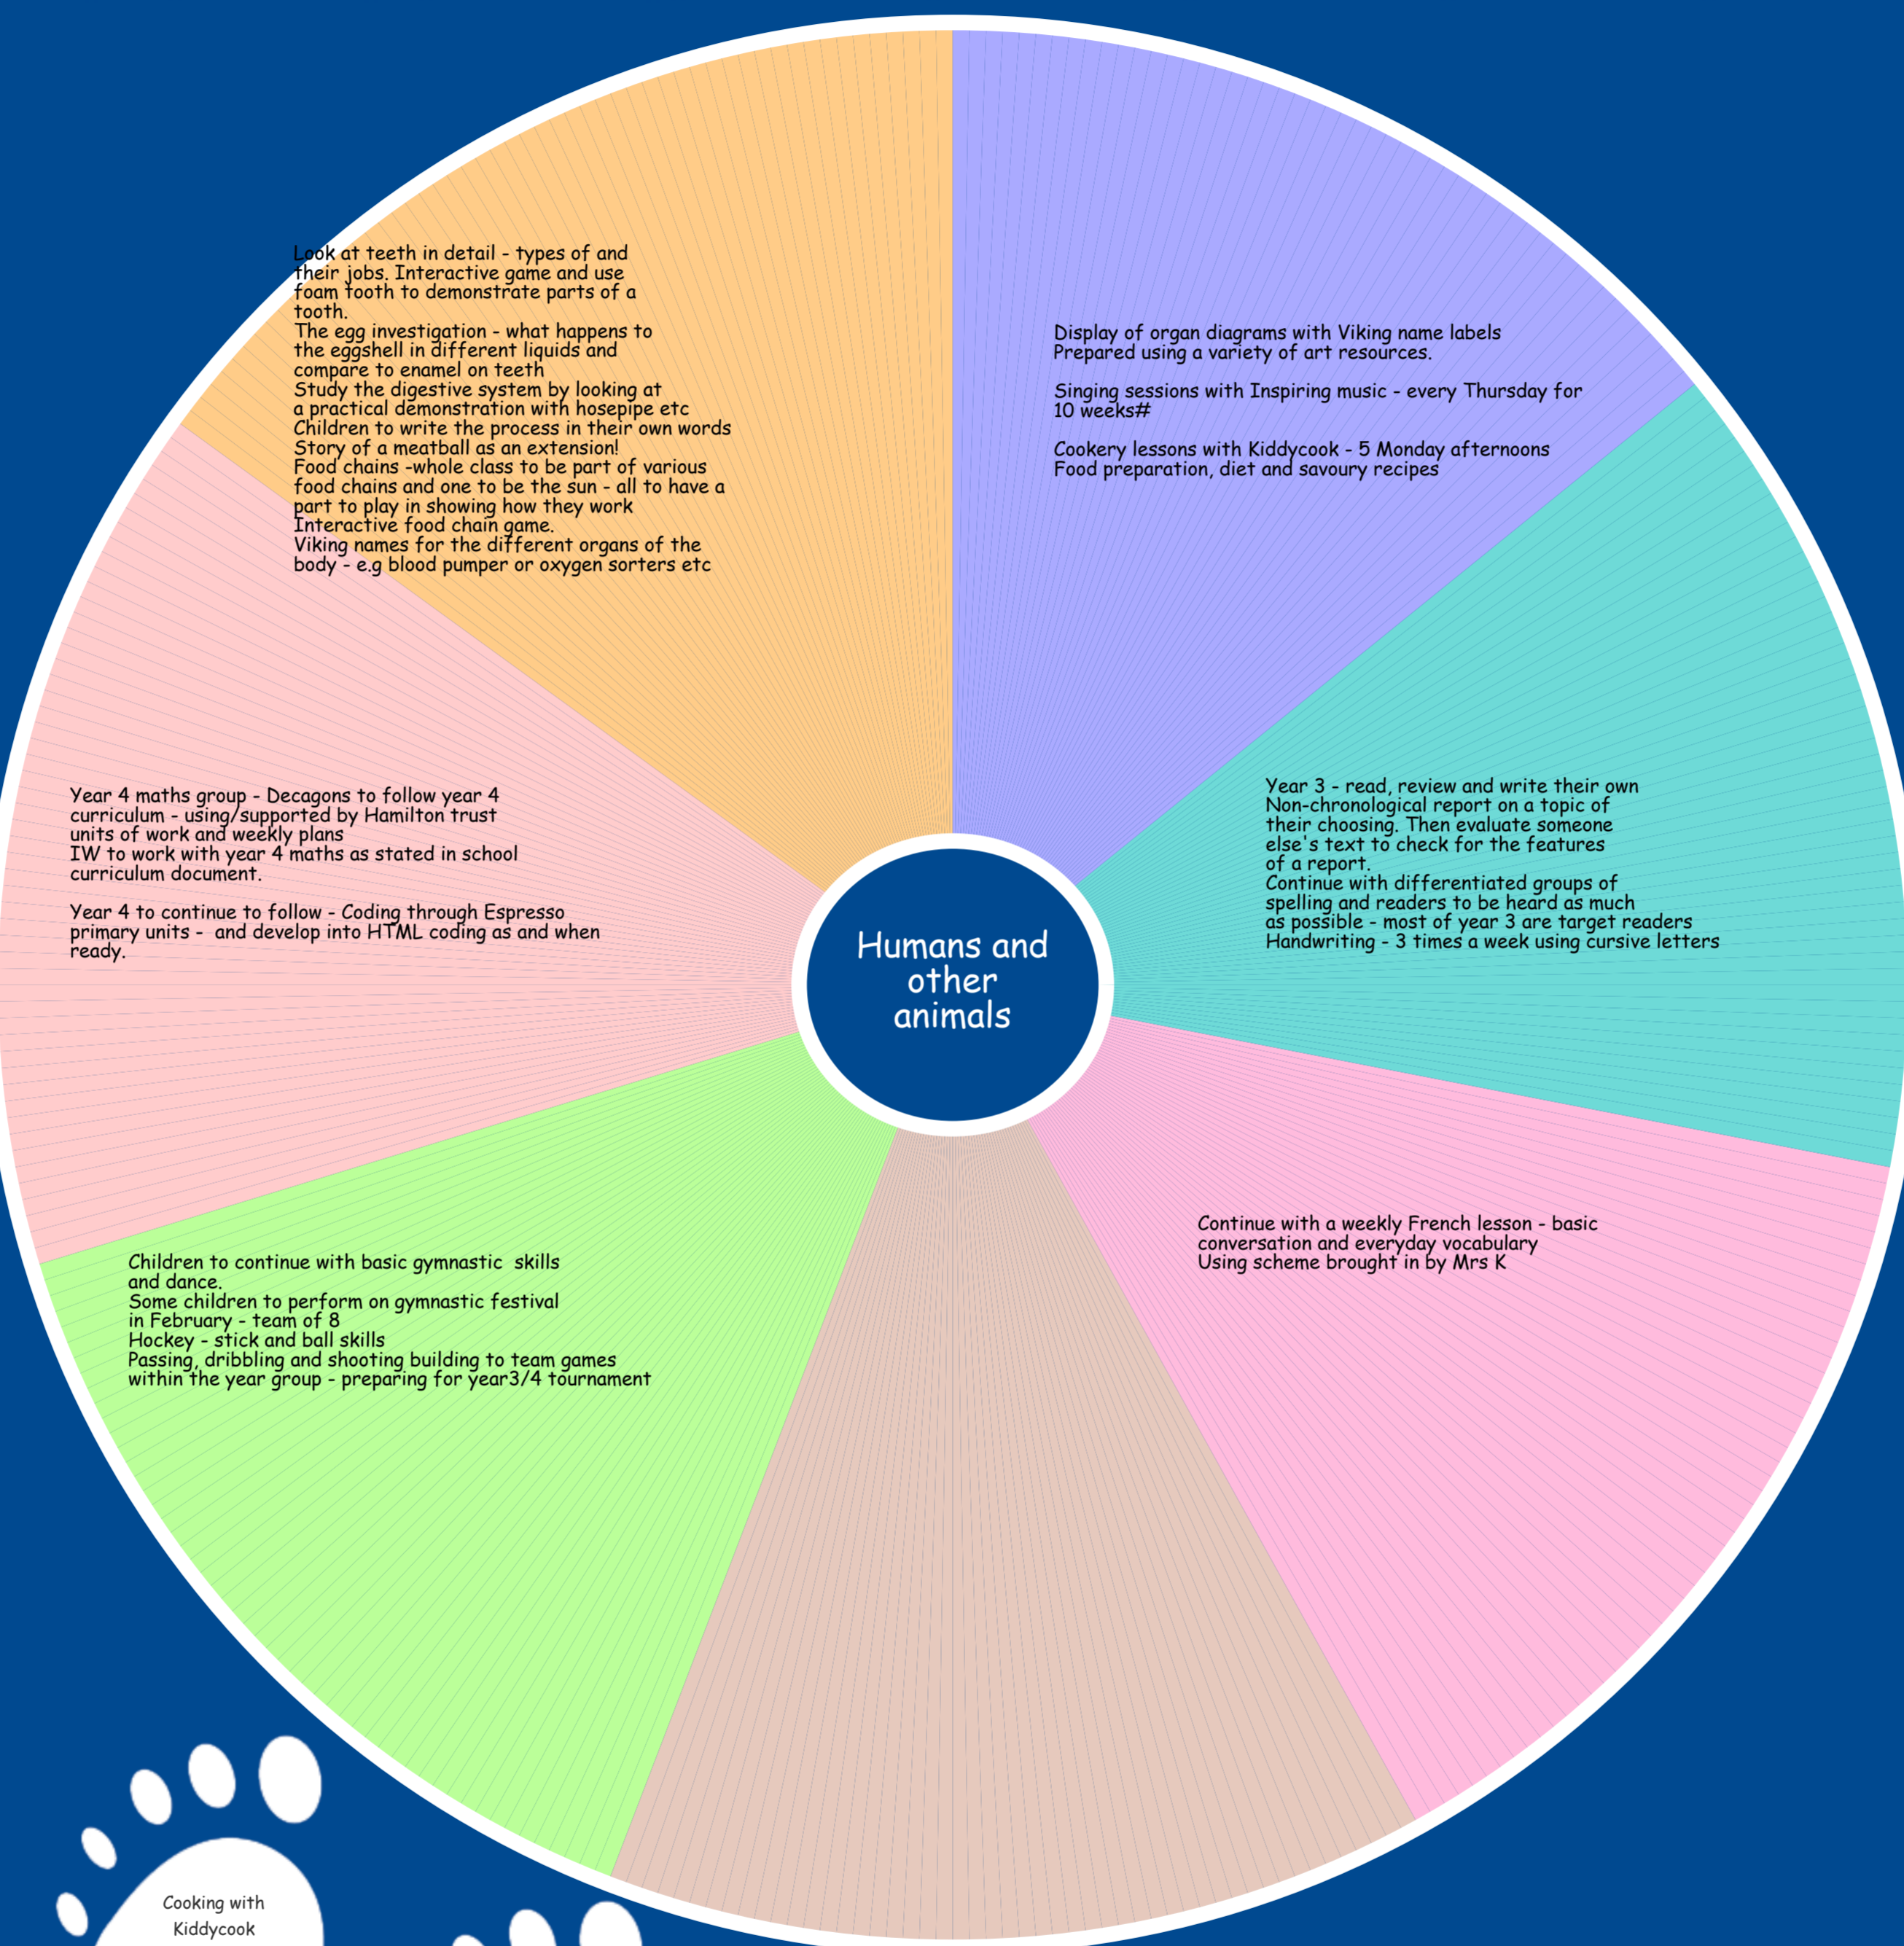 Look at teeth in detail - types of and
their jobs. Interactive game and use
foam tooth to demonstrate parts of a
tooth.
The egg investigation - what happens to
the eggshell in different liquids and
compare to enamel on teeth
Study the digestive system by looking at
a practical demonstration with hosepipe etc
Children to write the process in their own words
Story of a meatball as an extension!
Food chains -whole class to be part of various
food chains and one to be the sun - all to have a
part to play in showing how they work
Interactive food chain game.
Viking names for the different organs of the
body - e.g blood pumper or oxygen sorters etc
Display of organ diagrams with Viking name labels
Prepared using a variety of art resources.
Singing sessions with Inspiring music - every Thursday for
10 weeks#
Cookery lessons with Kiddycook - 5 Monday afternoons
Food preparation, diet and savoury recipes
Year 4 maths group - Decagons to follow year 4
curriculum - using/supported by Hamilton trust
units of work and weekly plans
IW to work with year 4 maths as stated in school
curriculum document.
Year 4 to continue to follow - Coding through Espresso
primary units -  and develop into HTML coding as and when
ready.
Humans and
other
animals
Year 3 - read, review and write their own
Non-chronological report on a topic of
their choosing. Then evaluate someone
else's text to check for the features
of a report.
Continue with differentiated groups of
spelling and readers to be heard as much
as possible - most of year 3 are target readers
Handwriting - 3 times a week using cursive letters
Children to continue with basic gymnastic  skills
and dance.
Some children to perform on gymnastic festival
in February - team of 8
Hockey - stick and ball skills
Passing, dribbling and shooting building to team games
within the year group - preparing for year3/4 tournament
Continue with a weekly French lesson - basic
conversation and everyday vocabulary
Using scheme brought in by Mrs K
Cooking with
Kiddycook